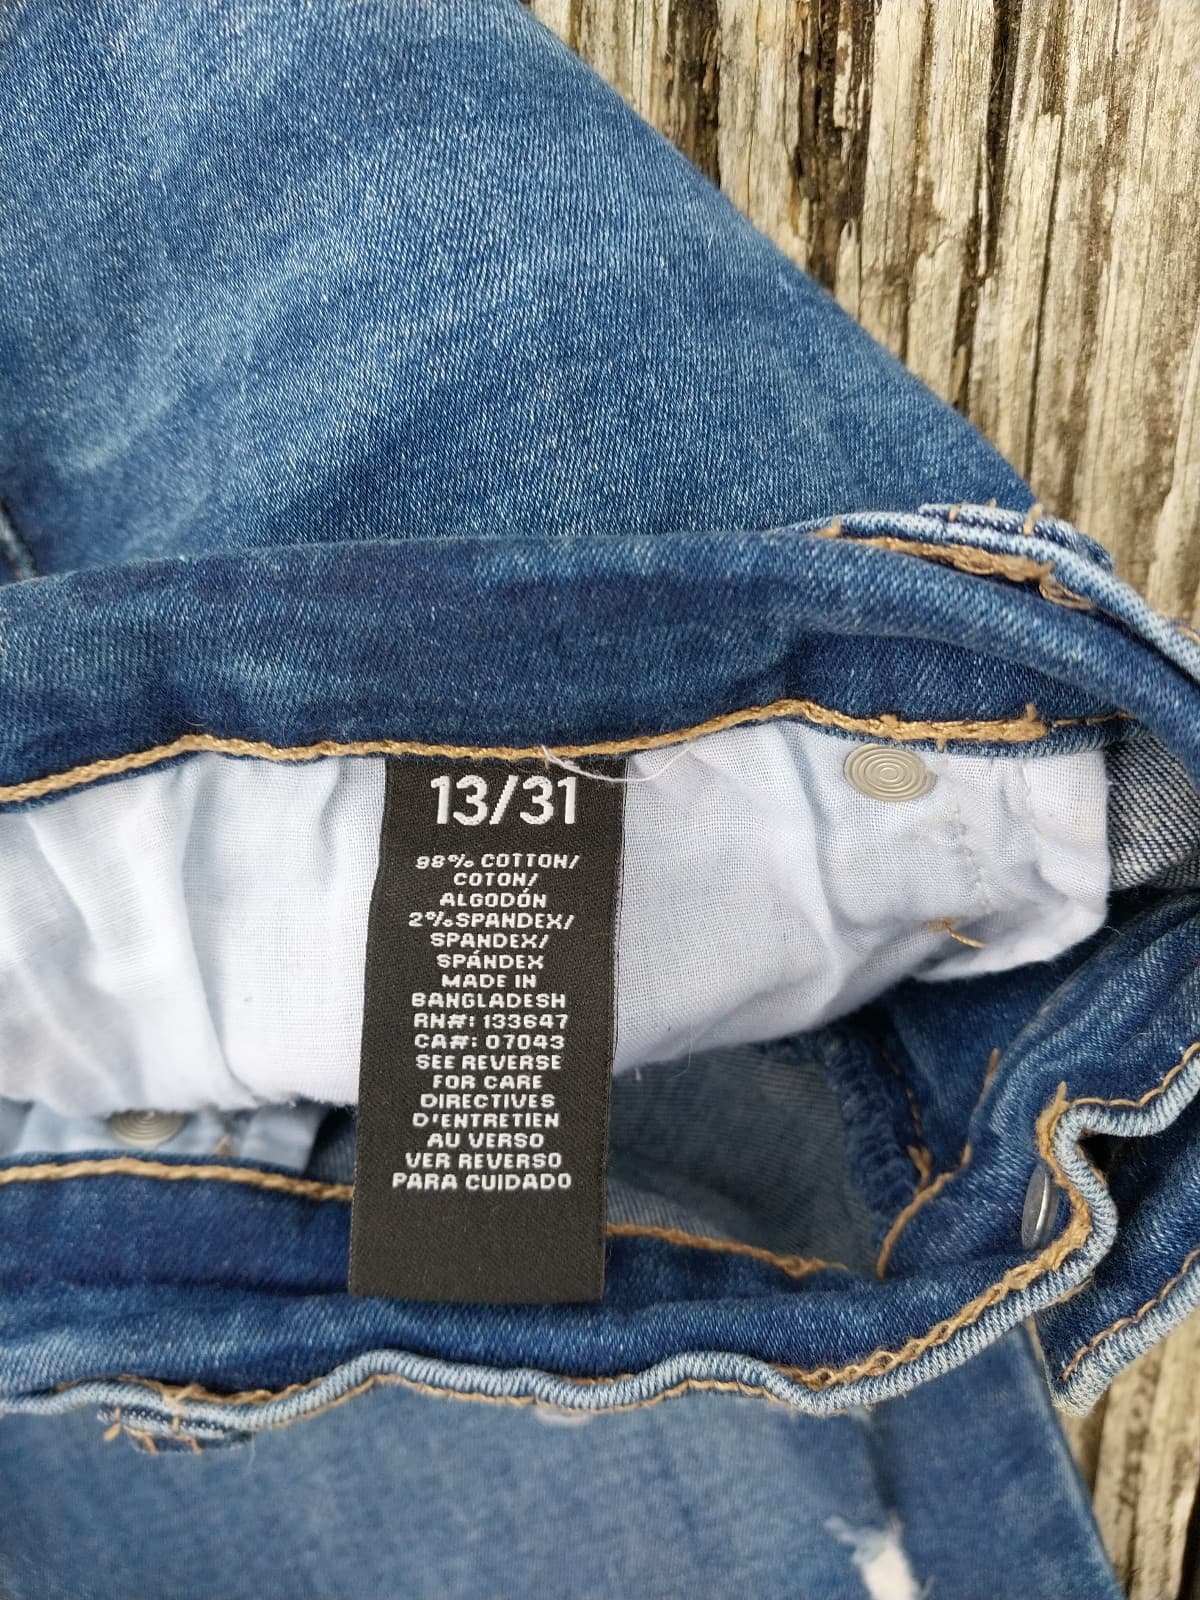 13/31
98% COTTON/
COTON/
ALGODÓN
2%SPANDEX/
SPANDEX/
SPÁNDEX
MADE IN
BANGLADESH
RN#: 133647
CA#: 07043
SEE REVERSE
FOR CARE
DIRECTIVES
D'ENTRETIEN
AU VERSO
VER REVERSO
PARA CUIDADO